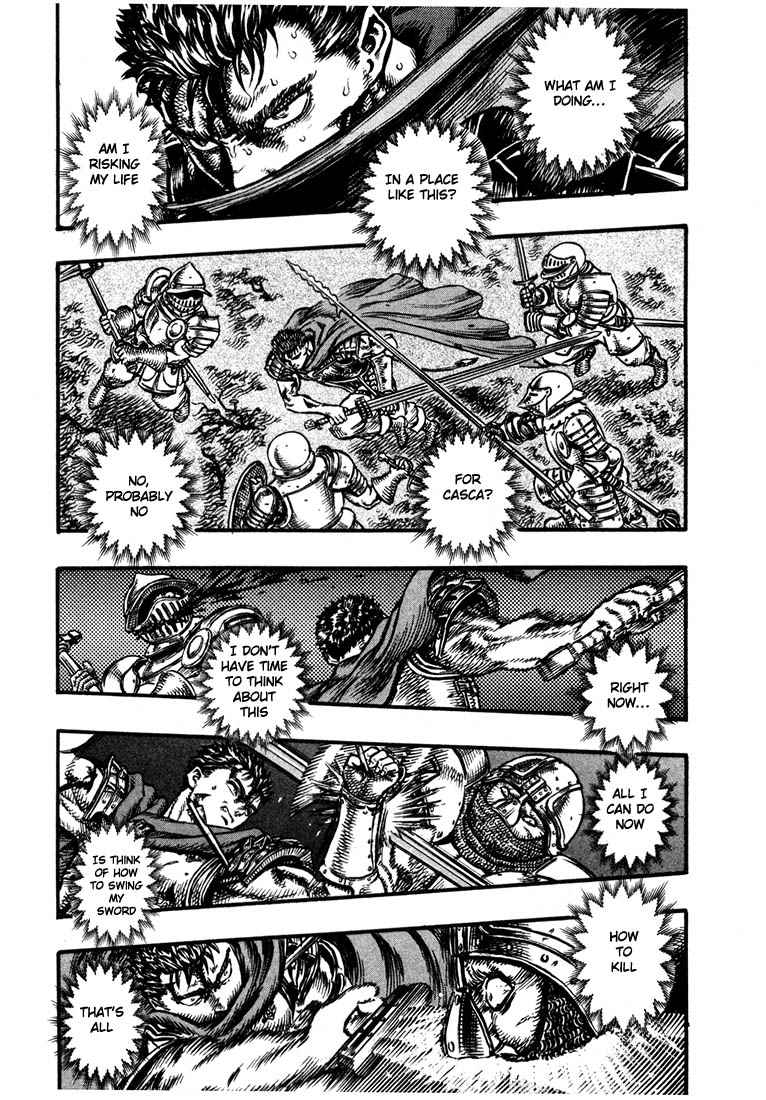 WHAT AM I
DOING...
IN A PLACE
LIKE THIS?
AM I
RISKING
MY LIFE
FOR
CASCA?
NO,
PROBABLY
NO
RIGHT
NOW...
I DON'T
HAVE TIME
TO THINK
ABOUT
THIS
ALL I
CAN DO
NOW
IS THINK
OF HOW
TO SWING
MY
SWORD
HOW
TO
KILL
THAT'S
ALL